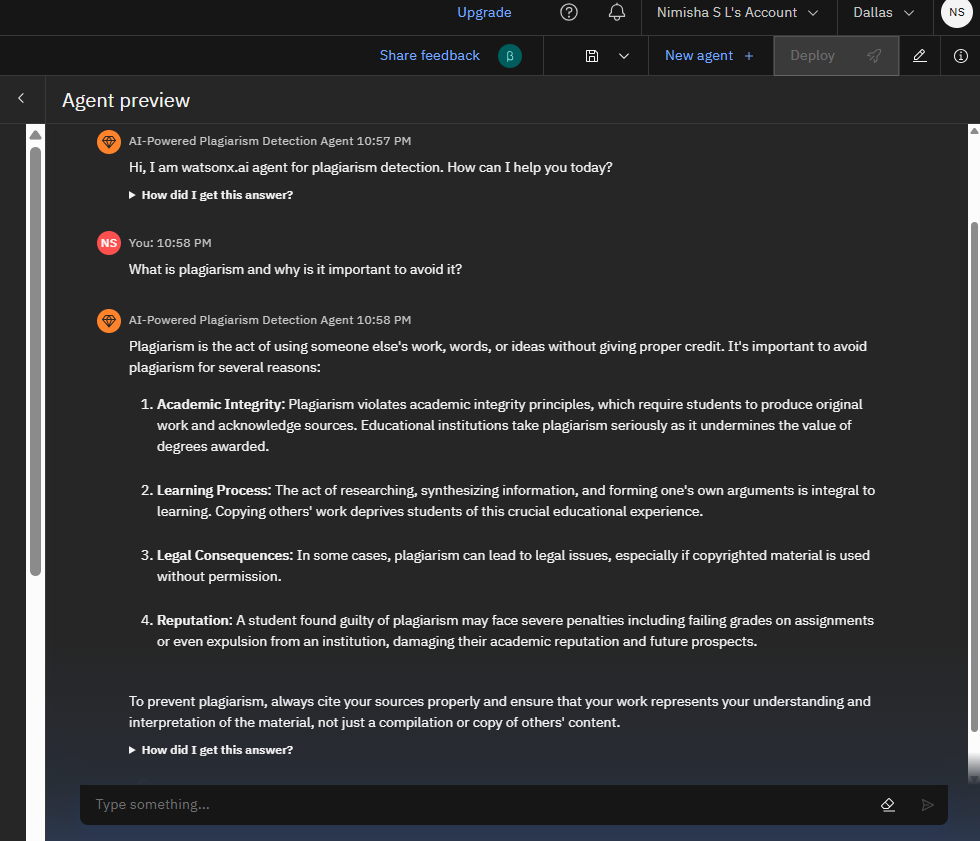 Upgrade Nimisha S L's Account Dallas NS
Share feedback β New agent + Deploy
Agent preview
AI-Powered Plagiarism Detection Agent 10:57 PM
Hi, I am watsonx.ai agent for plagiarism detection. How can I help you today?
How did I get this answer?
NS You: 10:58 PM
What is plagiarism and why is it important to avoid it?
AI-Powered Plagiarism Detection Agent 10:58 PM
Plagiarism is the act of using someone else's work, words, or ideas without giving proper credit. It's important to avoid
plagiarism for several reasons:
1. Academic Integrity: Plagiarism violates academic integrity principles, which require students to produce original
work and acknowledge sources. Educational institutions take plagiarism seriously as it undermines the value of
degrees awarded.
2. Learning Process: The act of researching, synthesizing information, and forming one's own arguments is integral to
learning. Copying others' work deprives students of this crucial educational experience.
3. Legal Consequences: In some cases, plagiarism can lead to legal issues, especially if copyrighted material is used
without permission.
4. Reputation: A student found guilty of plagiarism may face severe penalties including failing grades on assignments
or even expulsion from an institution, damaging their academic reputation and future prospects.
To prevent plagiarism, always cite your sources properly and ensure that your work represents your understanding and
interpretation of the material, not just a compilation or copy of others' content.
How did I get this answer?
Type something...